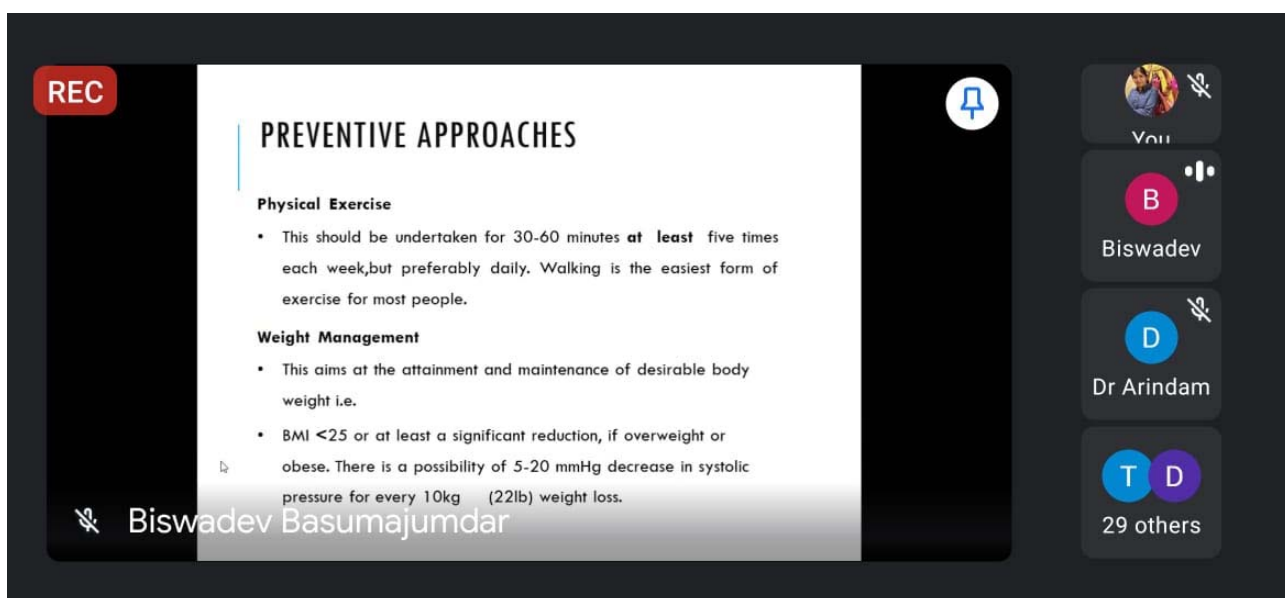 REC
PREVENTIVE APPROACHES
Physical Exercise
• This should be undertaken for 30-60 minutes at least five times
each week,but preferably daily. Walking is the easiest form of
exercise for most people.
Weight Management
• This aims at the attainment and maintenance of desirable body
weight i.e.
• BMI <25 or at least a significant reduction, if overweight or
obese. There is a possibility of 5-20 mmHg decrease in systolic
pressure for every 10kg (22lb) weight loss.
Biswadev Basumajumdar
You
B
Biswadev
D
Dr Arindam
T D
29 others